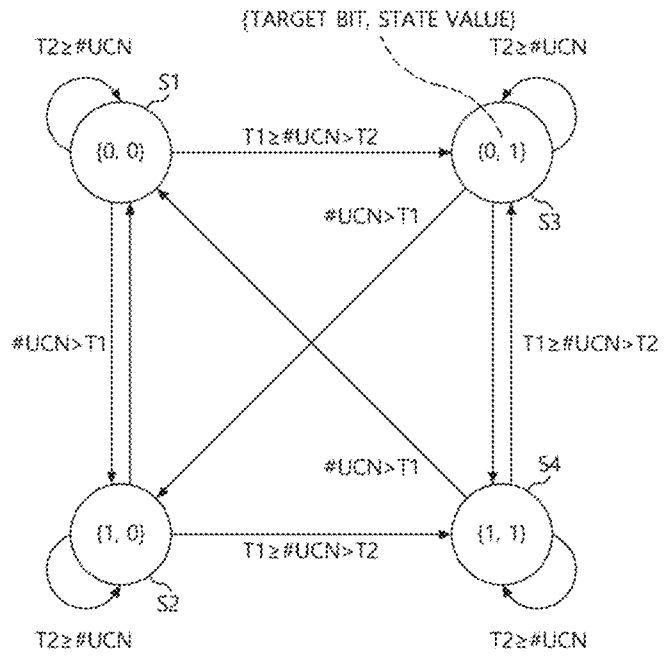 {TARGET BIT, STATE VALUE}
T2≥#UCN
T2≥#UCN
S1
{0, 0}
T1≥#UCN>T2
{0, 1}
S3
#UCN>T1
#UCN>T1
T1≥#UCN>T2
#UCN>T1
S4
{1, 0}
T1≥#UCN>T2
{1, 1}
S2
T2≥#UCN
T2≥#UCN